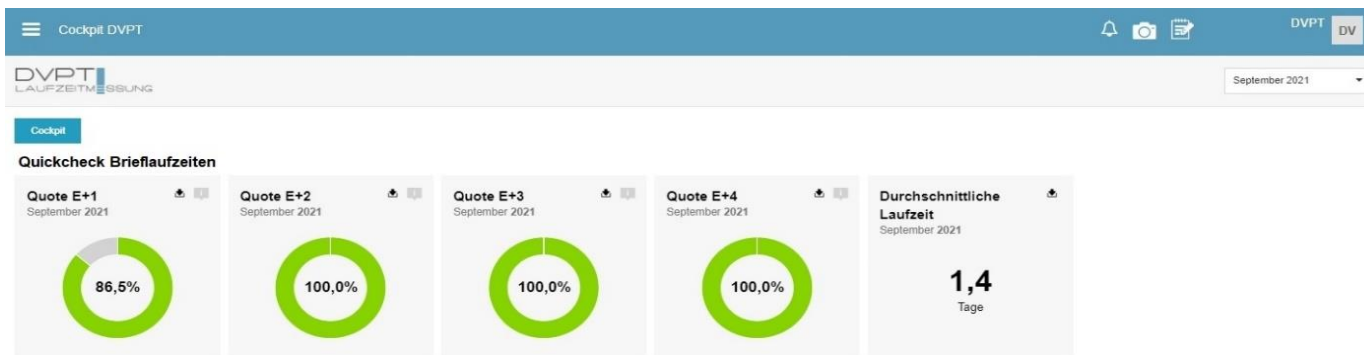 Cockpit DVPT
DVPT
DV
DVPT
LAUFZEITMESSUNG
September 2021
Cockpit
Quickcheck Brieflaufzeiten
Quote E+1
September 2021
86,5%
Quote E+2
September 2021
100,0%
Quote E+3
September 2021
100,0%
Quote E+4
September 2021
100,0%
Durchschnittliche
Laufzeit
September 2021
1,4
Tage